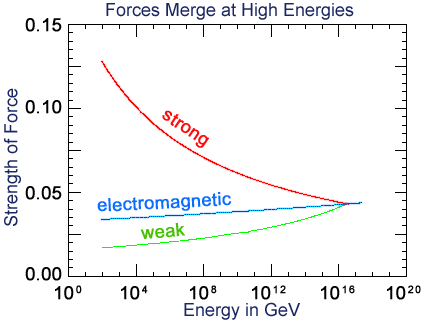 Forces Merge at High Energies
0.15
0.10
0.05
0.00
Strength of Force
strong
electromagnetic
weak
10^0 10^4 10^8 10^12 10^16 10^20
Energy in GeV